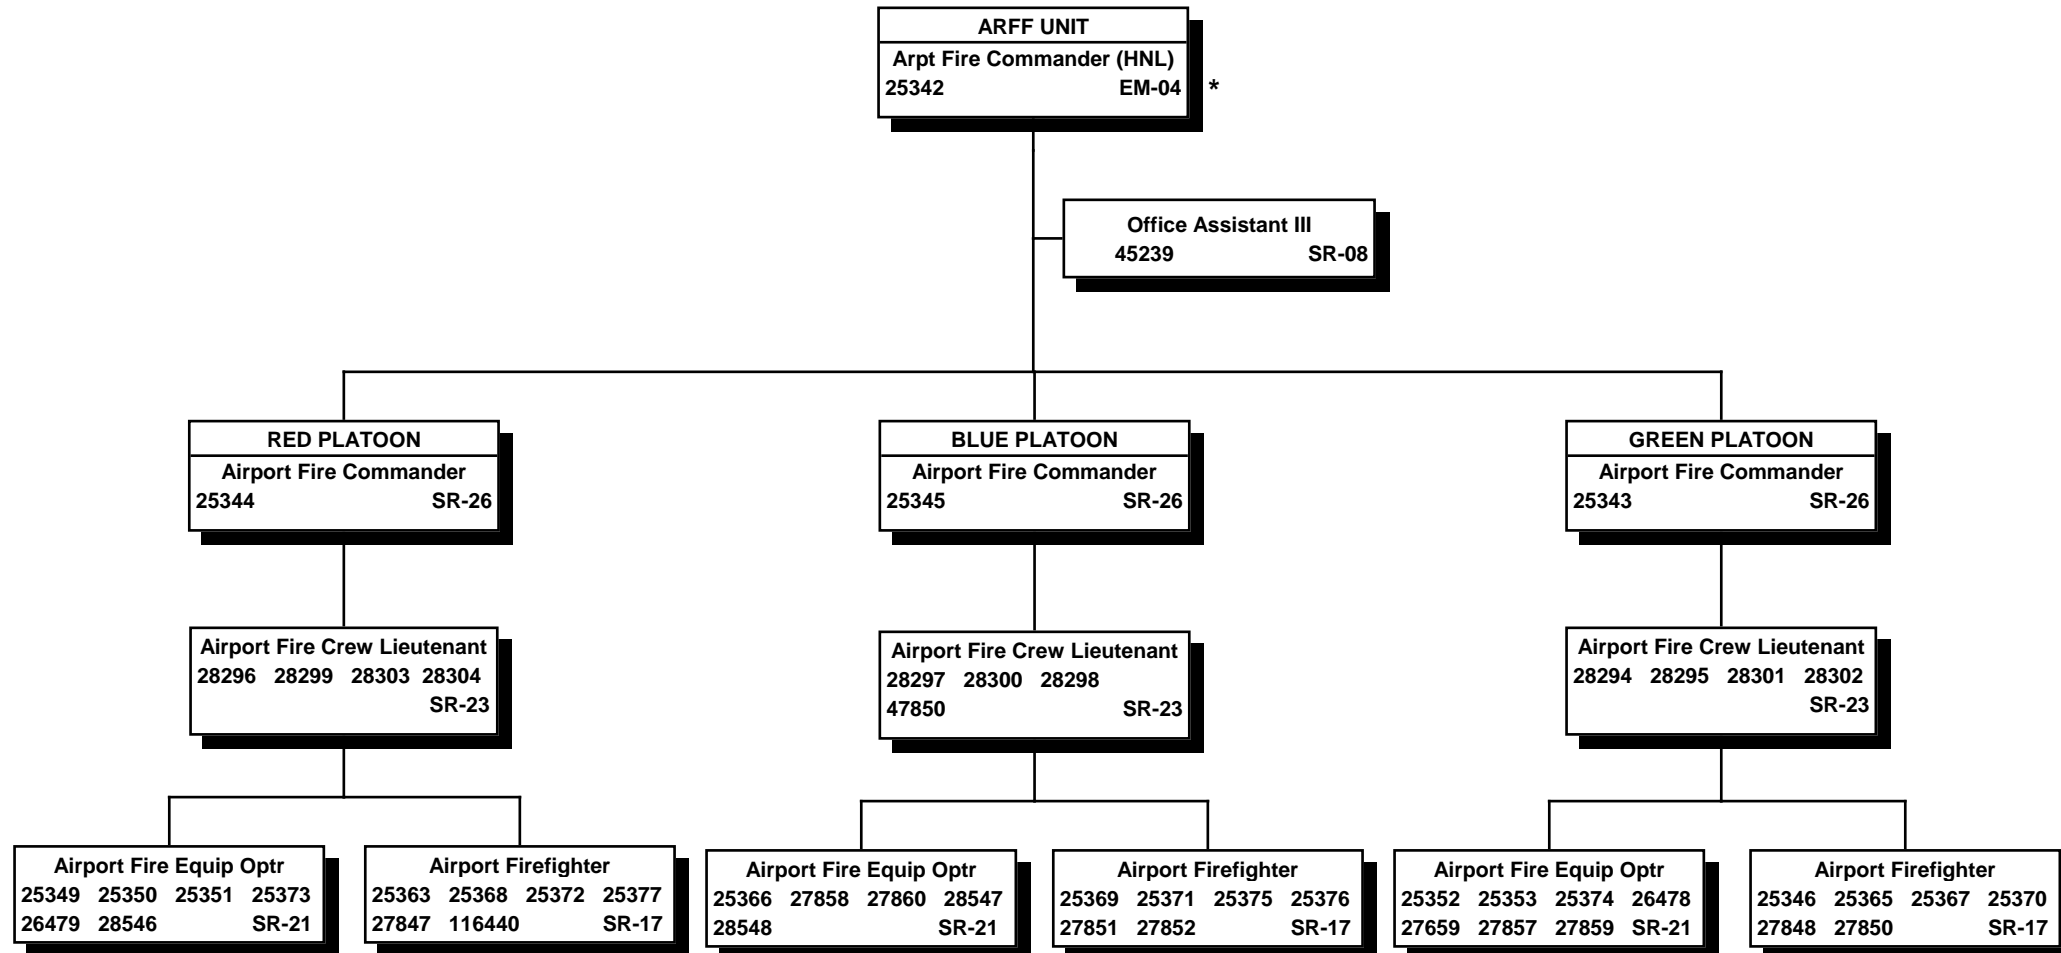 ARFF UNIT
Arpt Fire Commander (HNL)
25342 EM-04 *
Office Assistant III
45239 SR-08
RED PLATOON
Airport Fire Commander
25344 SR-26
BLUE PLATOON
Airport Fire Commander
25345 SR-26
GREEN PLATOON
Airport Fire Commander
25343 SR-26
Airport Fire Crew Lieutenant
28296 28299 28303 28304
SR-23
Airport Fire Crew Lieutenant
28297 28300 28298
47850 SR-23
Airport Fire Crew Lieutenant
28294 28295 28301 28302
SR-23
Airport Fire Equip Optr
25349 25350 25351 25373
26479 28546 SR-21
Airport Firefighter
25363 25368 25372 25377
27847 116440 SR-17
Airport Fire Equip Optr
25366 27858 27860 28547
28548 SR-21
Airport Firefighter
25369 25371 25375 25376
27851 27852 SR-17
Airport Fire Equip Optr
25352 25353 25374 26478
27659 27857 27859 SR-21
Airport Firefighter
25346 25365 25367 25370
27848 27850 SR-17